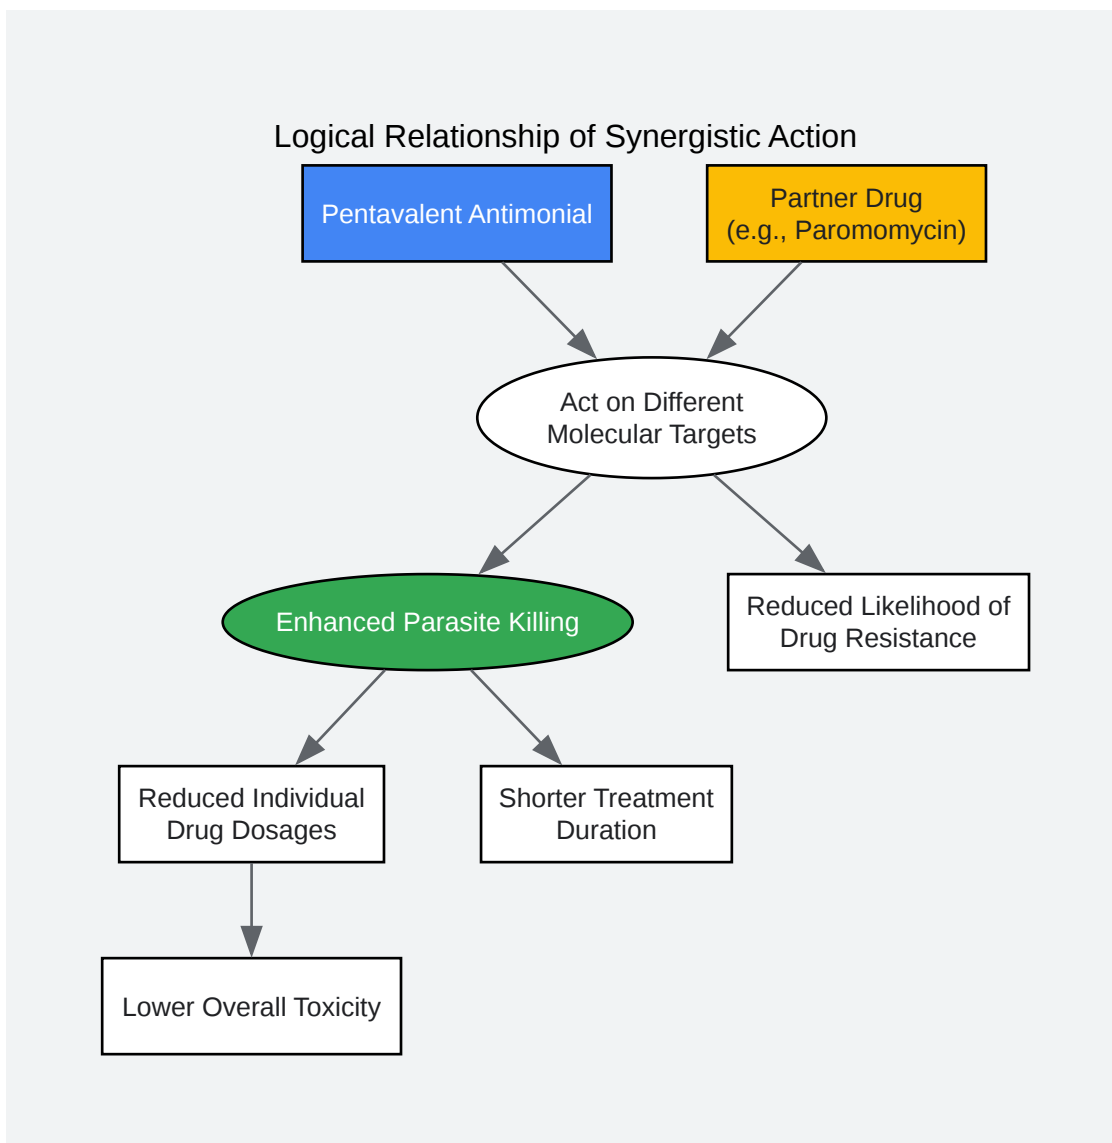 Logical Relationship of Synergistic Action
Pentavalent Antimonial
Partner Drug
(e.g., Paromomycin)
Act on Different
Molecular Targets
Enhanced Parasite Killing
Reduced Likelihood of
Drug Resistance
Reduced Individual
Drug Dosages
Shorter Treatment
Duration
Lower Overall Toxicity